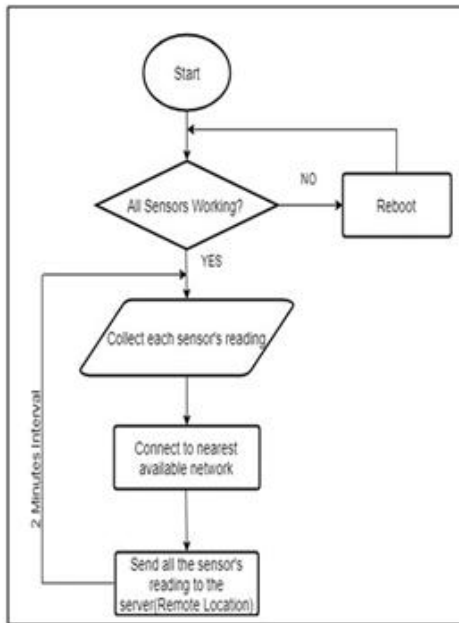 Start
All Sensors Working?
NO
Reboot
YES
Collect each sensor's reading
Connect to nearest
available network
2 Minutes Interval
Send all the sensor's
reading to the
server(Remote Location)